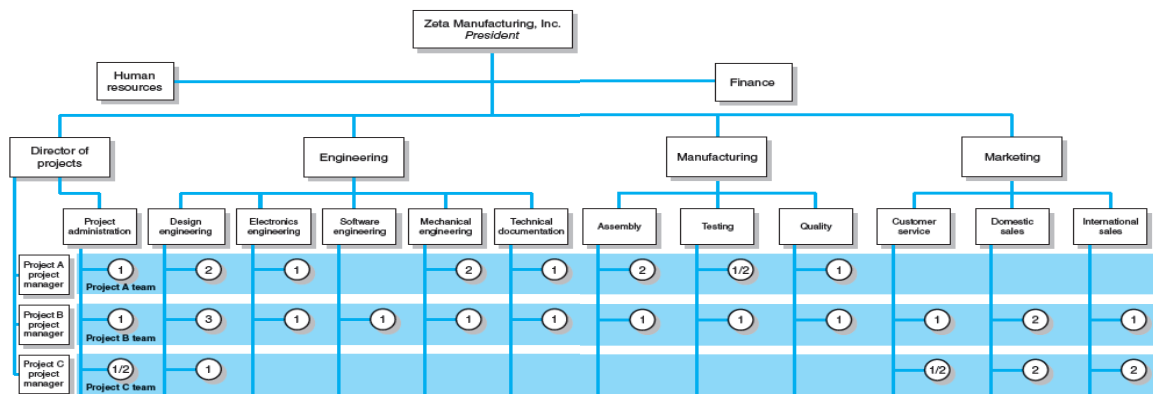 Zeta Manufacturing, Inc.
President
Human
resources
Finance
Director of
projects
Engineering
Manufacturing
Marketing
Project
administration
Design
engineering
Electronics
engineering
Software
engineering
Mechanical
engineering
Technical
documentation
Assembly
Testing
Quality
Customer
service
Domestic
sales
International
sales
Project A
project
manager
1 2 1 2 1 2 1/2 1
Project A team
Project B
project
manager
1 3 1 1 1 1 1 1 1 1 2 1
Project B team
Project C
project
manager
1/2 1 1/2 2 2
Project C team